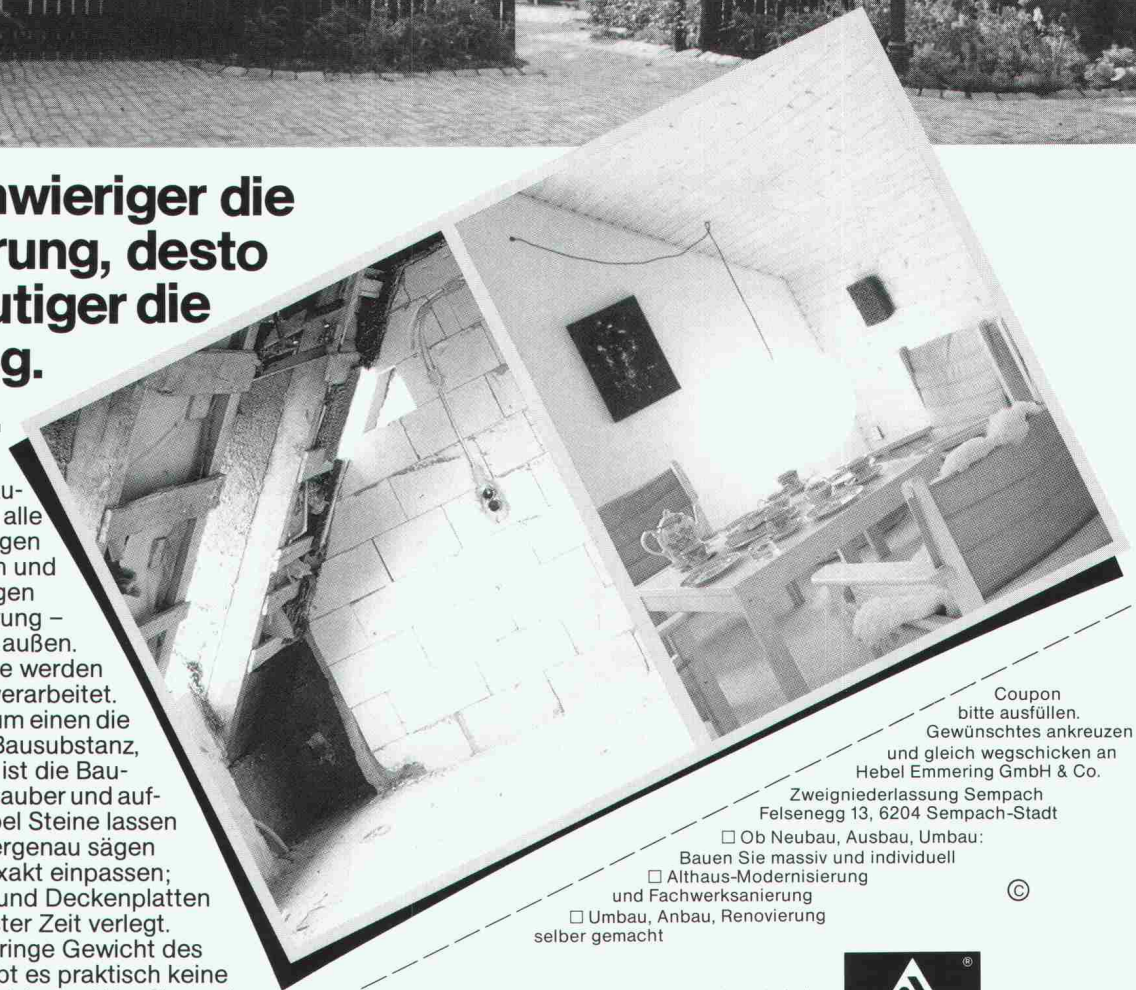 wieriger die
rung, desto
utiger die
g.
u-
alle
gen
und
gen
rung –
außen.
e werden
verarbeitet.
um einen die
Bausubstanz,
ist die Bau-
auber und auf-
bel Steine lassen
ergenau sägen
xakt einpassen;
und Deckenplatten
ter Zeit verlegt.
ringe Gewicht des
bt es praktisch keine
Coupon
bitte ausfüllen.
Gewünschtes ankreuzen
und gleich wegschicken an
Hebel Emmering GmbH & Co.
Zweigniederlassung Sempach
Felsenegg 13, 6204 Sempach-Stadt
☐ Ob Neubau, Ausbau, Umbau:
Bauen Sie massiv und individuell
☐ Althaus-Modernisierung
und Fachwerksanierung
☐ Umbau, Anbau, Renovierung
selber gemacht
©
®